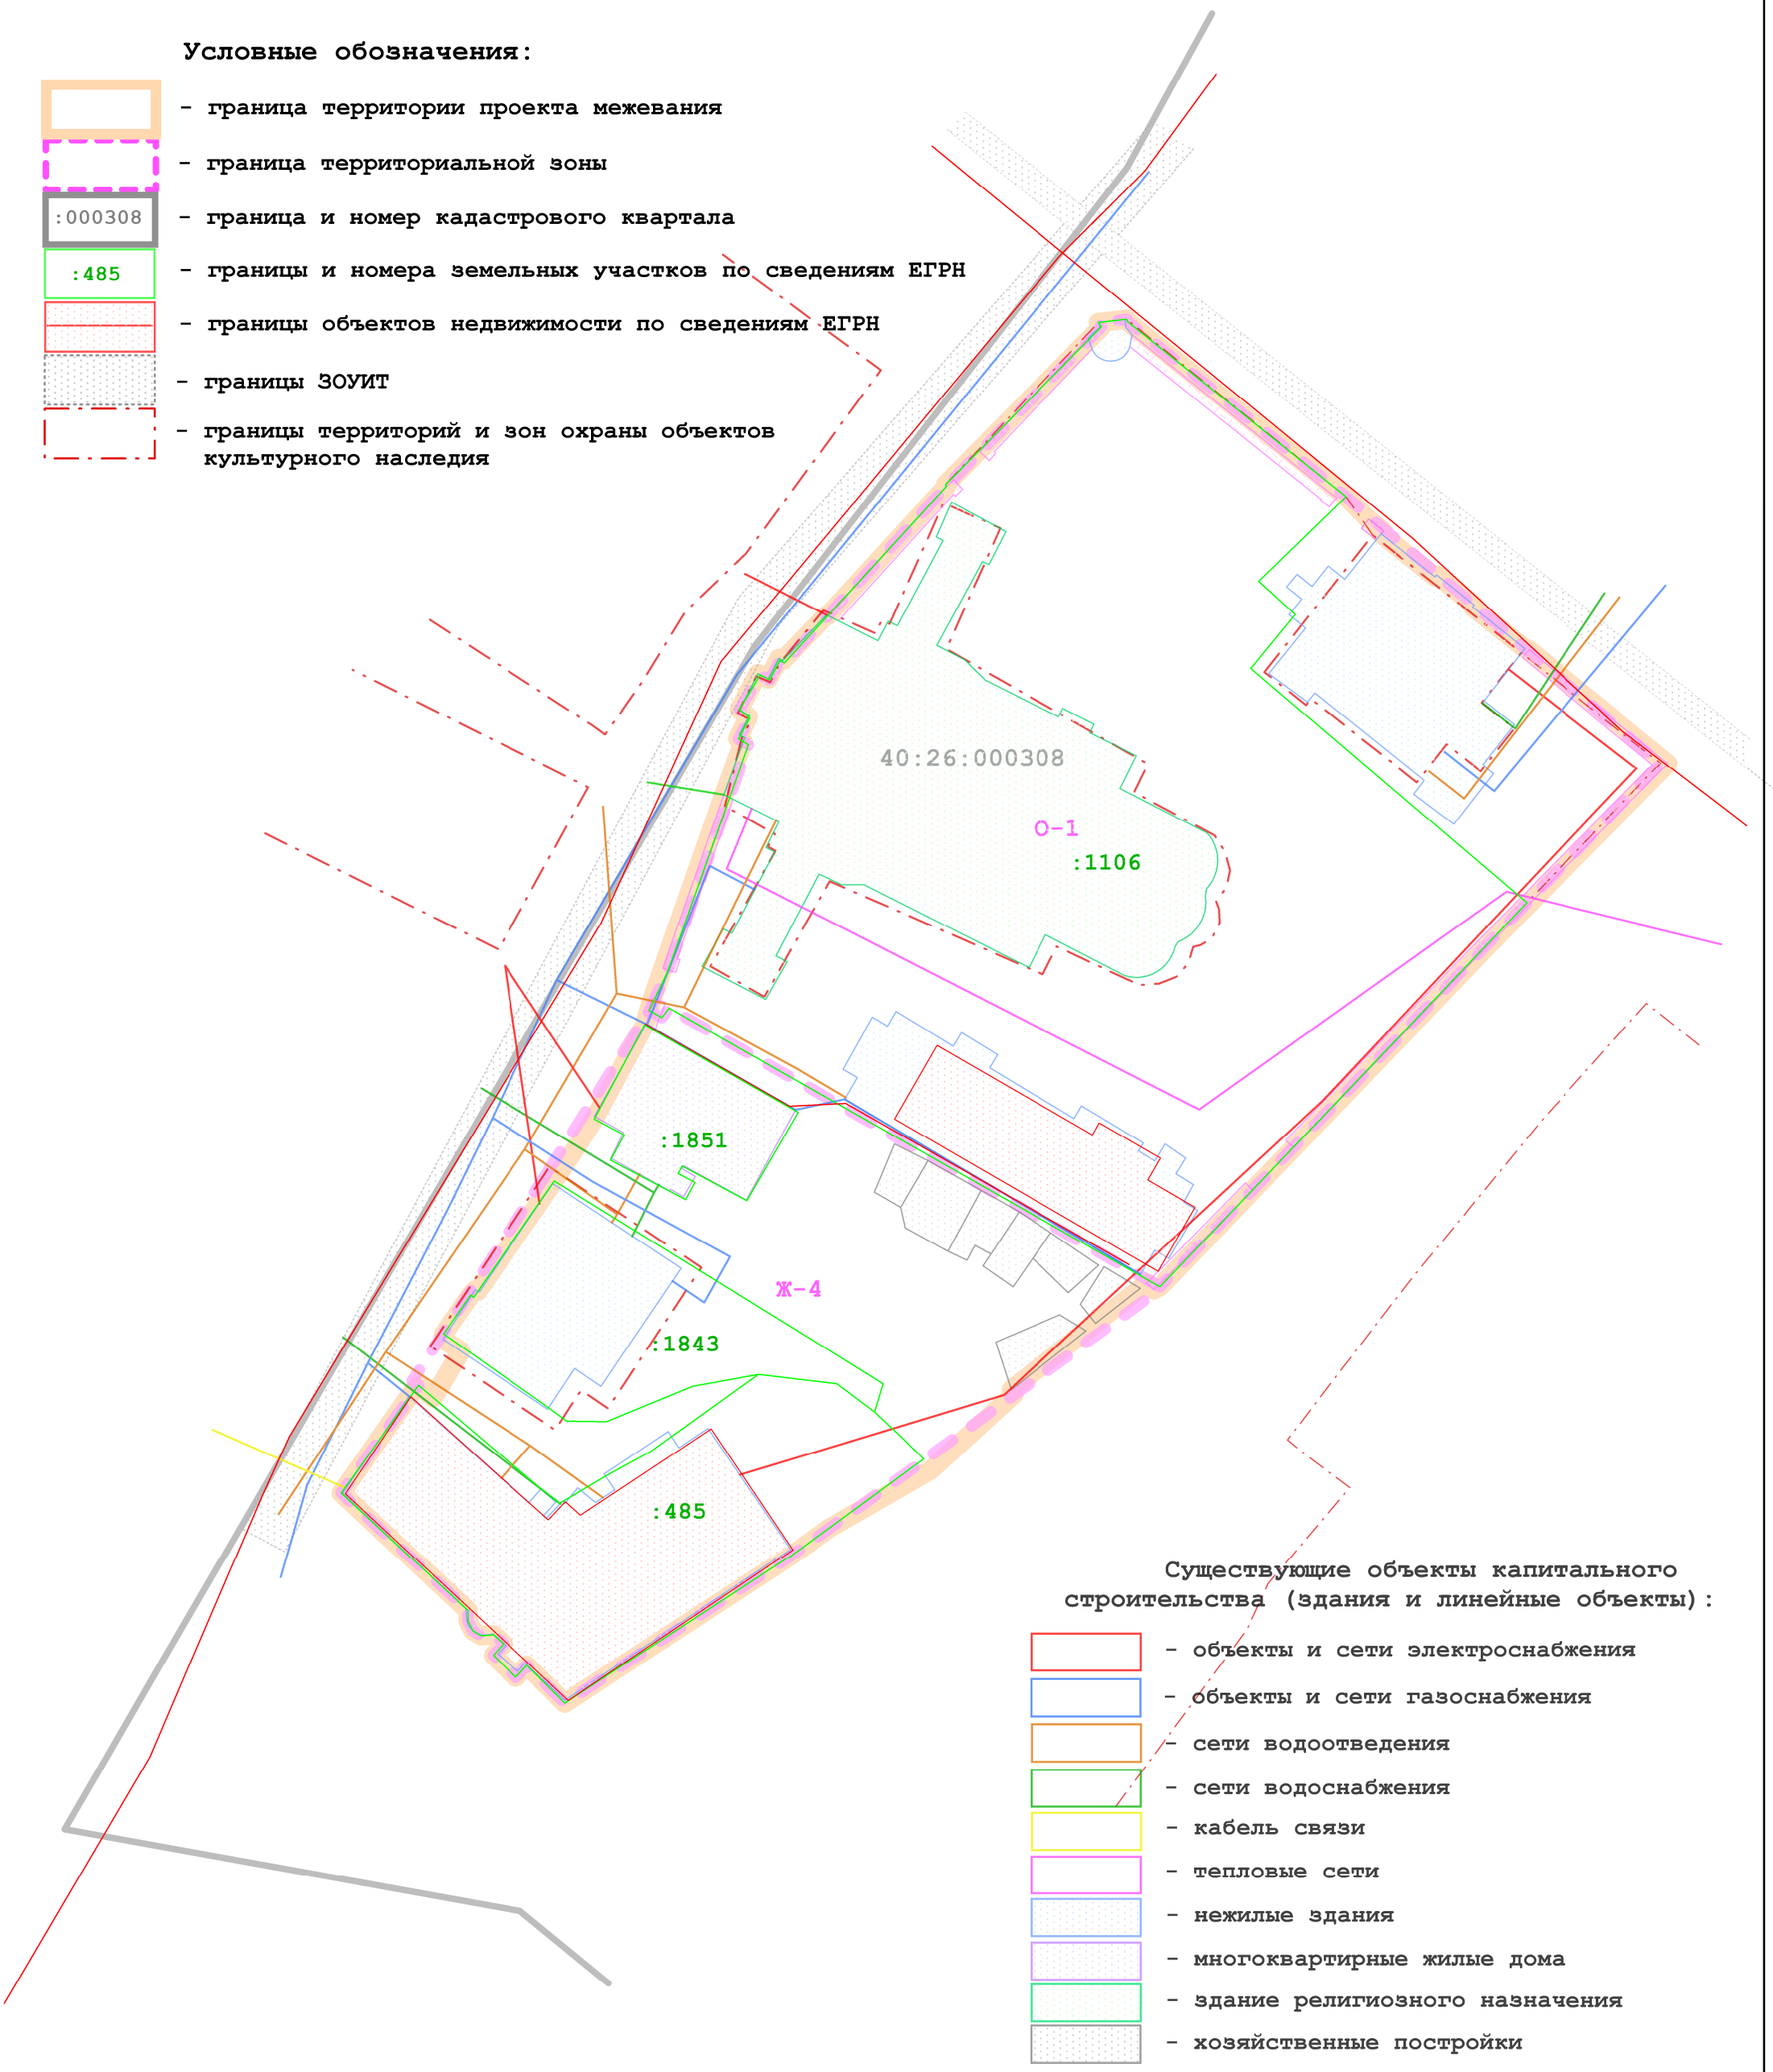 Условные обозначения:
- граница территории проекта межевания
- граница территориальной зоны
:000308 - граница и номер кадастрового квартала
:485 - границы и номера земельных участков по сведениям ЕГРН
- границы объектов недвижимости по сведениям ЕГРН
- границы ЗОУИТ
- границы территорий и зон охраны объектов
культурного наследия
40:26:000308
О-1
:1106
:1851
Ж-4
:1843
:485
Существующие объекты капитального
строительства (здания и линейные объекты):
- объекты и сети электроснабжения
- объекты и сети газоснабжения
- сети водоотведения
- сети водоснабжения
- кабель связи
- тепловые сети
- нежилые здания
- многоквартирные жилые дома
- здание религиозного назначения
- хозяйственные постройки